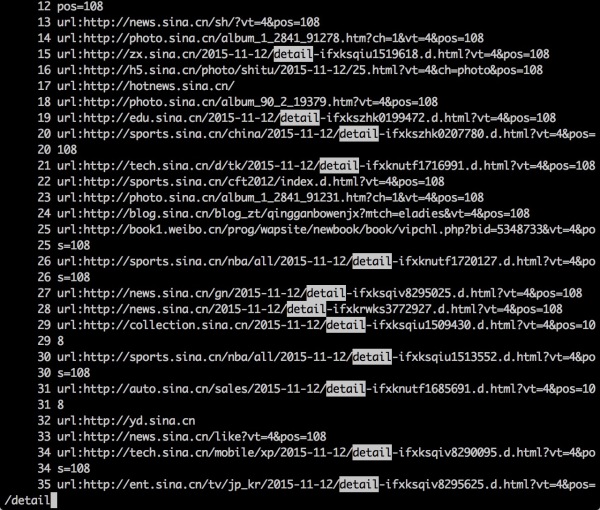 12 pos=108
13 url:http://news.sina.cn/sh/?vt=4&pos=108
14 url:http://photo.sina.cn/album_1_2841_91278.htm?ch=1&vt=4&pos=108
15 url:http://zx.sina.cn/2015-11-12/detail-ifxksqiu1519618.d.html?vt=4&pos=108
16 url:http://h5.sina.cn/photo/shitu/2015-11-12/25.html?vt=4&ch=photo&pos=108
17 url:http://hotnews.sina.cn/
18 url:http://photo.sina.cn/album_90_2_19379.htm?vt=4&pos=108
19 url:http://edu.sina.cn/2015-11-12/detail-ifxkszhk0199472.d.html?vt=4&pos=108
20 url:http://sports.sina.cn/china/2015-11-12/detail-ifxkszhk0207780.d.html?vt=4&pos=
20 108
21 url:http://tech.sina.cn/d/tk/2015-11-12/detail-ifxknutf1716991.d.html?vt=4&pos=108
22 url:http://sports.sina.cn/cft2012/index.d.html?vt=4&pos=108
23 url:http://photo.sina.cn/album_1_2841_91231.htm?ch=1&vt=4&pos=108
24 url:http://blog.sina.cn/blog_zt/qingganbowenjx?mtch=eladies&vt=4&pos=108
25 url:http://book1.weibo.cn/prog/wapsite/newbook/book/vipchl.php?bid=5348733&vt=4&po
25 s=108
26 url:http://sports.sina.cn/nba/all/2015-11-12/detail-ifxknutf1720127.d.html?vt=4&po
26 s=108
27 url:http://news.sina.cn/gn/2015-11-12/detail-ifxksqiv8295025.d.html?vt=4&pos=108
28 url:http://news.sina.cn/2015-11-12/detail-ifxkrwks3772927.d.html?vt=4&pos=108
29 url:http://collection.sina.cn/2015-11-12/detail-ifxksqiu1509430.d.html?vt=4&pos=10
29 8
30 url:http://sports.sina.cn/nba/all/2015-11-12/detail-ifxksqiu1513552.d.html?vt=4&po
30 s=108
31 url:http://auto.sina.cn/sales/2015-11-12/detail-ifxknutf1685691.d.html?vt=4&pos=10
31 8
32 url:http://yd.sina.cn
33 url:http://news.sina.cn/like?vt=4&pos=108
34 url:http://tech.sina.cn/mobile/xp/2015-11-12/detail-ifxksqiv8290095.d.html?vt=4&po
34 s=108
35 url:http://ent.sina.cn/tv/jp_kr/2015-11-12/detail-ifxksqiv8295625.d.html?vt=4&pos=
/detail